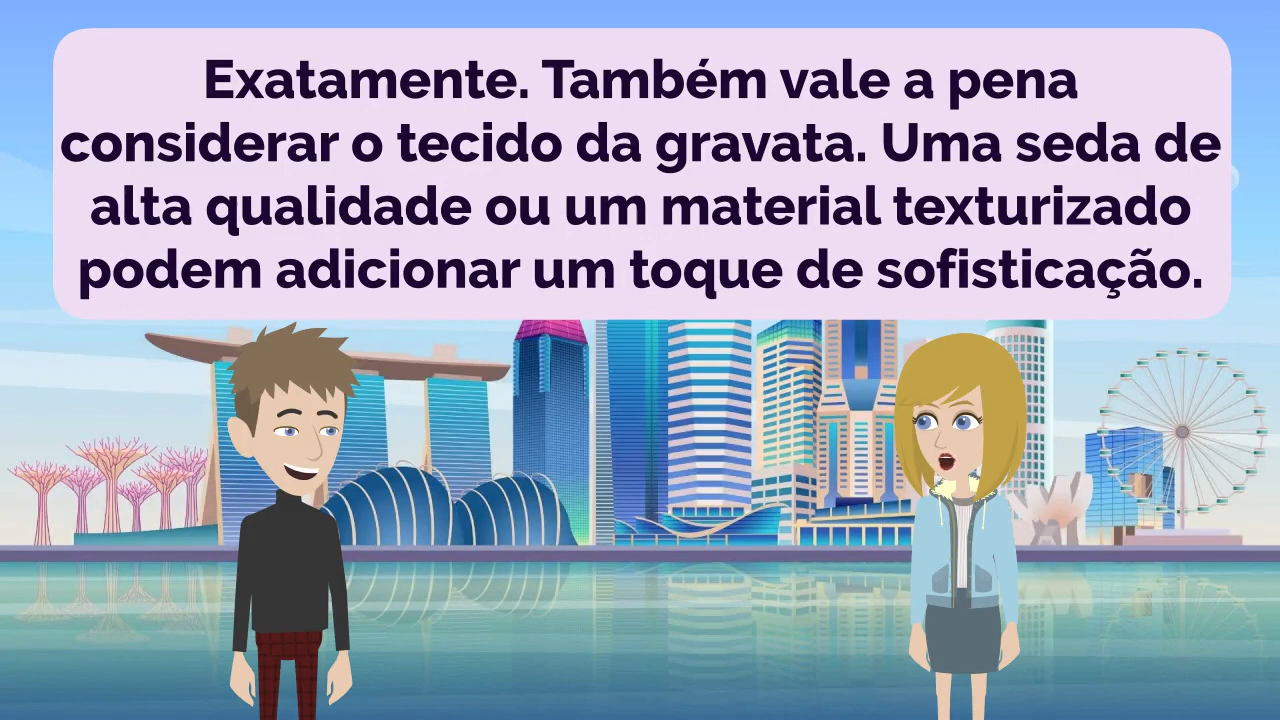 Exatamente. Também vale a pena
considerar o tecido da gravata. Uma seda de
alta qualidade ou um material texturizado
podem adicionar um toque de sofisticação.